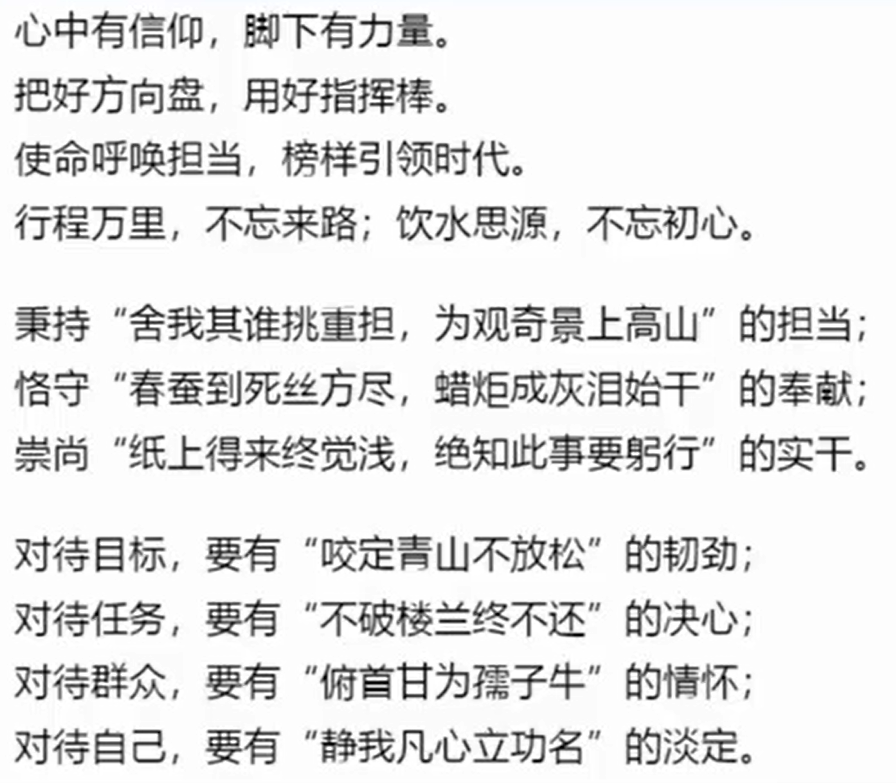 心中有信仰，脚下有力量。
把好方向盘，用好指挥棒。
使命呼唤担当，榜样引领时代。
行程万里，不忘来路；饮水思源，不忘初心。
秉持“舍我其谁挑重担，为观奇景上高山”的担当；
恪守“春蚕到死丝方尽，蜡炬成灰泪始干”的奉献；
崇尚“纸上得来终觉浅，绝知此事要躬行”的实干。
对待目标，要有“咬定青山不放松”的韧劲；
对待任务，要有“不破楼兰终不还”的决心；
对待群众，要有“俯首甘为孺子牛”的情怀；
对待自己，要有“静我凡心立功名”的淡定。